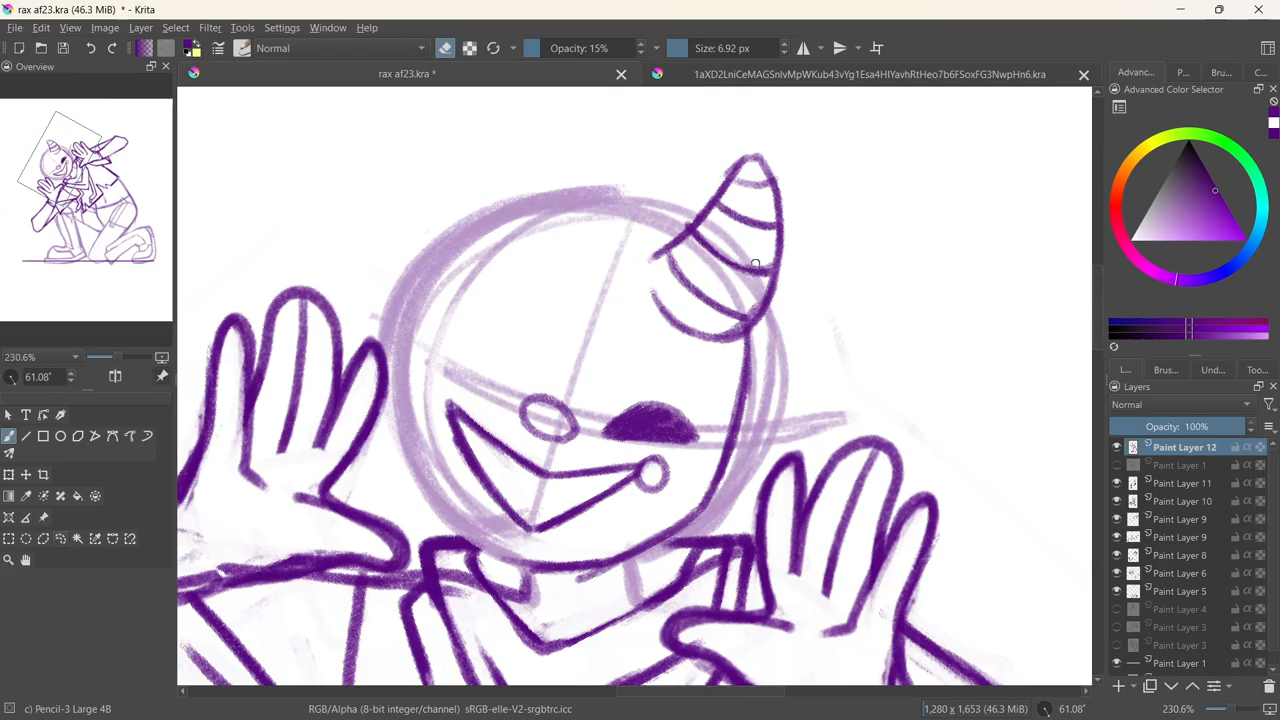 rax af23.kra (46.3 MiB) * - Krita
File Edit View Image Layer Select Filter Tools Settings Window Help
Normal
Opacity: 15%
Size: 6.92 px
Overview
rax af23.kra *
1aXD2LniCeMAGSnlvMpWKub43vYg1Esa4HlYavhRtHeo7b6FSoxFG3NwpHn6.kra
Advanc...
P...
Bru...
C...
Advanced Color Selector
230.6%
61.08°
L...
Brus...
Und...
Too...
Layers
Normal
Opacity: 100%
Paint Layer 12
Paint Layer 1
Paint Layer 11
Paint Layer 10
Paint Layer 9
Paint Layer 9
Paint Layer 8
Paint Layer 6
Paint Layer 5
Paint Layer 4
Paint Layer 3
Paint Layer 3
Paint Layer 1
c) Pencil-3 Large 4B
RGB/Alpha (8-bit integer/channel) sRGB-elle-V2-srgbtrc.icc
1,280 x 1,653 (46.3 MiB)
61.08°
230.6%